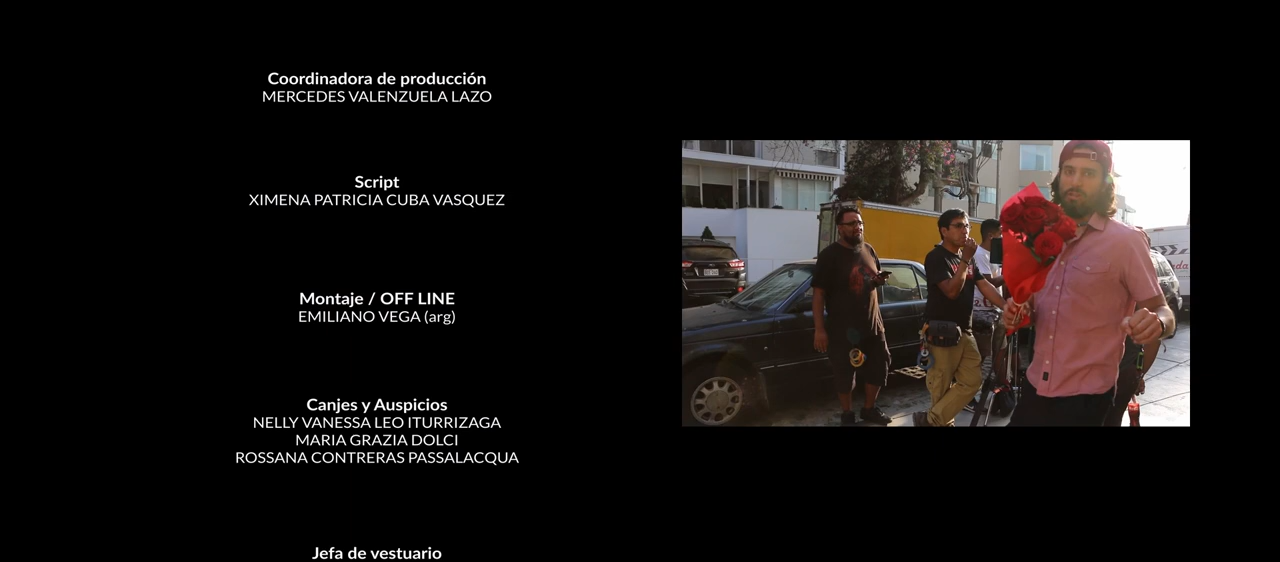 Coordinadora de producción
MERCEDES VALENZUELA LAZO
Script
XIMENA PATRICIA CUBA VASQUEZ
Montaje / OFF LINE
EMILIANO VEGA (arg)
Canjes y Auspicios
NELLY VANESSA LEO ITURRIZAGA
MARIA GRAZIA DOLCI
ROSSANA CONTRERAS PASSALACQUA
Jefa de vestuario